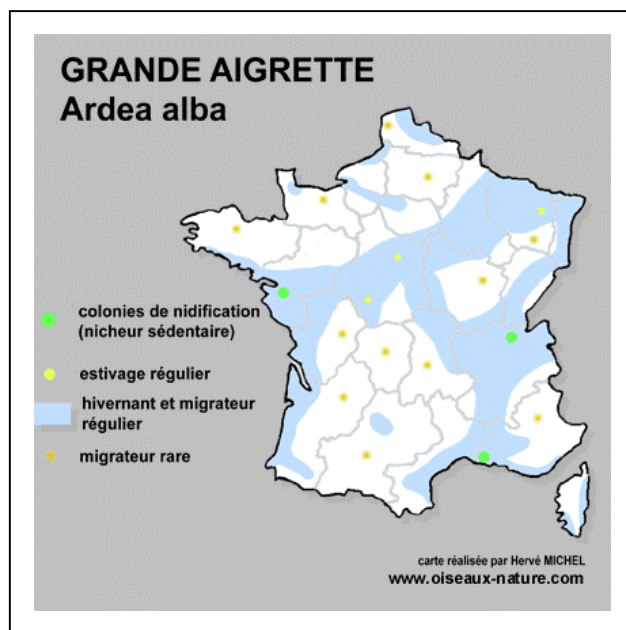 GRANDE AIGRETTE
Ardea alba
colonies de nidification
(nicheur sédentaire)
estivage régulier
hivernant et migrateur
régulier
migrateur rare
carte réalisée par Hervé MICHEL
www.oiseaux-nature.com